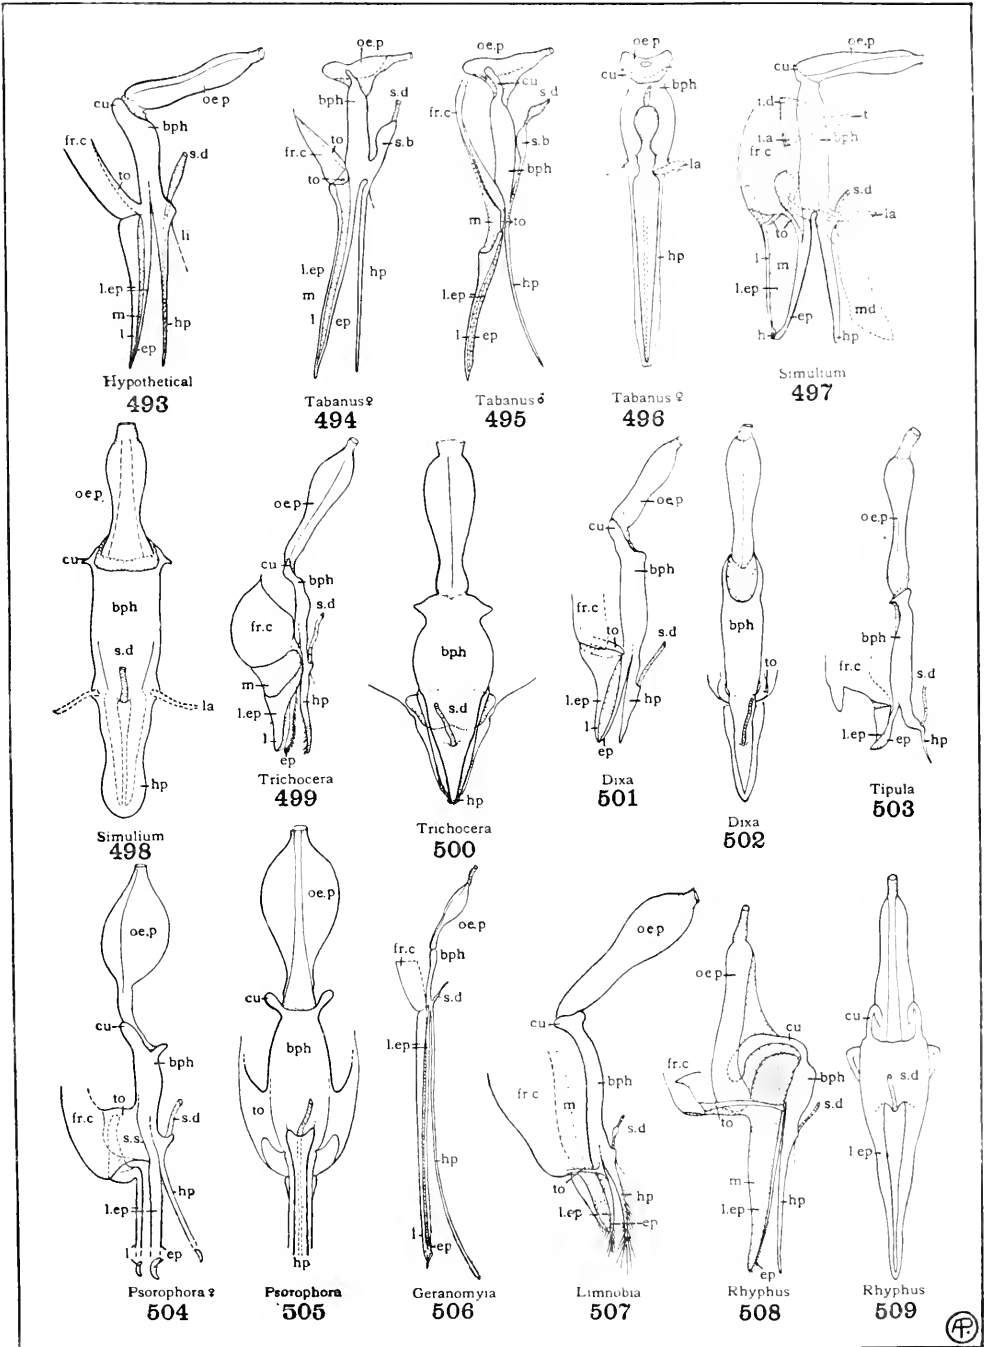 oe.p
cu
bph
fr.c
to
s.d
li
l.ep
m
l
ep
hp
Hypothetical
493
oe.p
bph
s.d
fr.c
to
s.b
to
l.ep
hp
m
l
ep
Tabanus♀
494
oe.p
cu
s.d
fr.c
s.b
bph
m
to
hp
l.ep
l
ep
Tabanus♂
495
oe.p
cu
bph
la
hp
Tabanus♀
496
oe.p
cu
t.d
t
t.a
bph
fr c
s.d
la
to
l
m
l.ep
md
ep
h
hp
Simulium
497
oe.p
cu
bph
s.d
la
hp
Simulium
498
oe.p
cu
bph
s.d
fr.c
m
hp
l.ep
l
ep
Trichocera
499
bph
s.d
hp
Trichocera
500
oe.p
cu
bph
fr.c
to
s.d
hp
l.ep
l
ep
Dixa
501
bph
to
Dixa
502
oe.p
bph
fr.c
s.d
l.ep
ep
hp
Tipula
503
oe.p
cu
bph
to
fr.c
s.d
s.s.
hp
l.ep
l
ep
Psorophora♀
504
oe.p
cu
bph
to
hp
Psorophora
505
oe.p
fr.c
bph
s.d
l.ep
hp
l
ep
Geranomyia
506
oe.p
cu
fr.c
m
bph
s.d
to
hp
l.ep
ep
Limnobia
507
oe p
cu
fr.c
bph
s.d
to
m
hp
l.ep
ep
Rhyphus
508
cu
s.d
l ep
Rhyphus
509
AP.